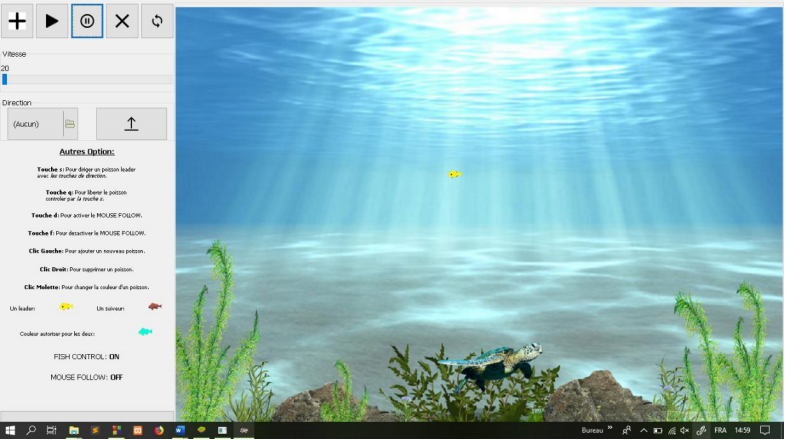 Vitesse
20
Direction
(Aucun)
Autres Option:
Touche s: Pour diriger un poisson leader
avec les touches de direction.
Touche q: Pour liberer le poisson
controler par la touche s.
Touche d: Pour activer le MOUSE FOLLOW.
Touche f: Pour desactiver le MOUSE FOLLOW.
Clic Gauche: Pour ajouter un nouveau poisson.
Clic Droit: Pour supprimer un poisson.
Clic Molette: Pour changer la couleur d'un poisson.
Un leader: Un suiveur:
Couleur autoriser pour les deux:
FISH CONTROL: ON
MOUSE FOLLOW: OFF
Bureau FRA 14:59